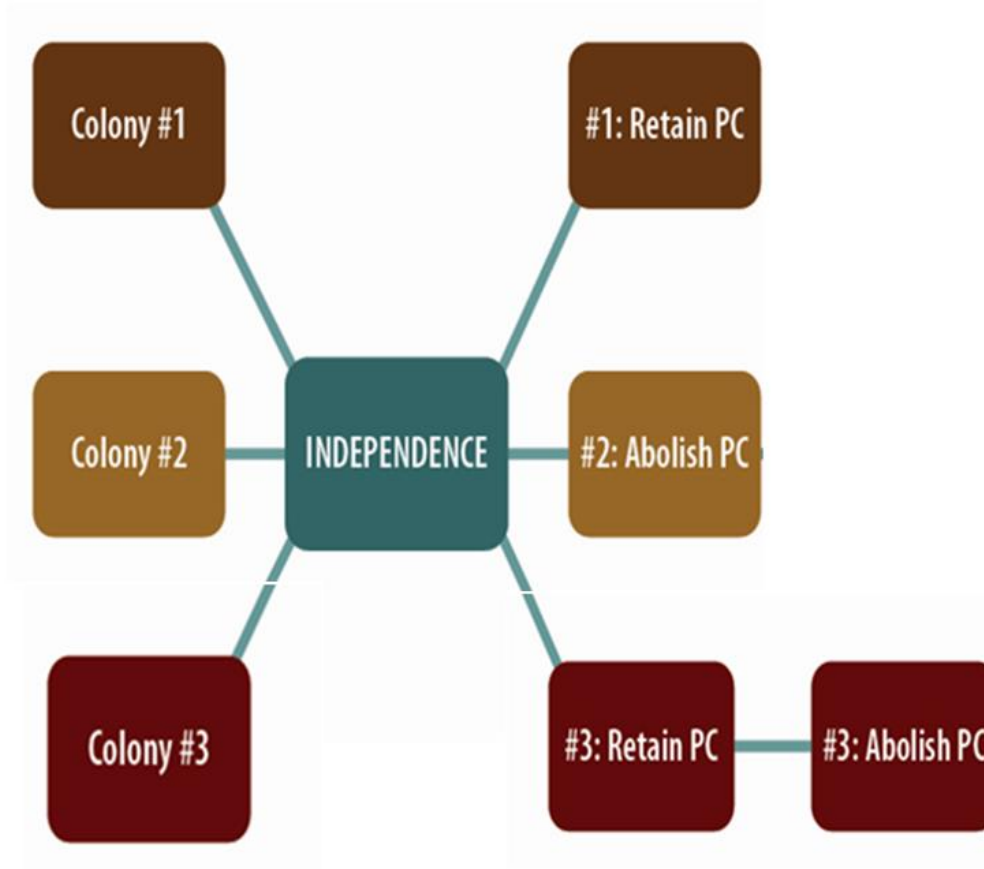 Colony #1
#1: Retain PC
Colony #2
INDEPENDENCE
#2: Abolish PC
Colony #3
#3: Retain PC
#3: Abolish PC